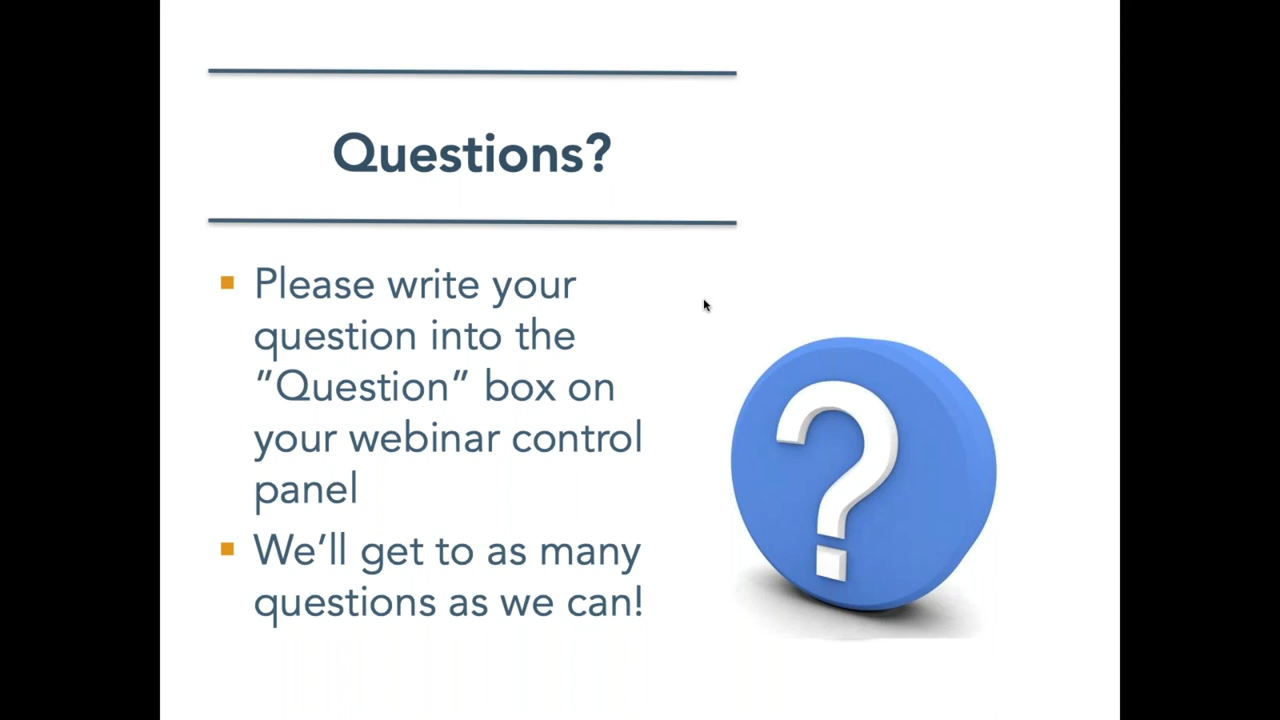 Questions?
Please write your
question into the
”Question” box on
your webinar control
panel
We’ll get to as many
questions as we can!
?